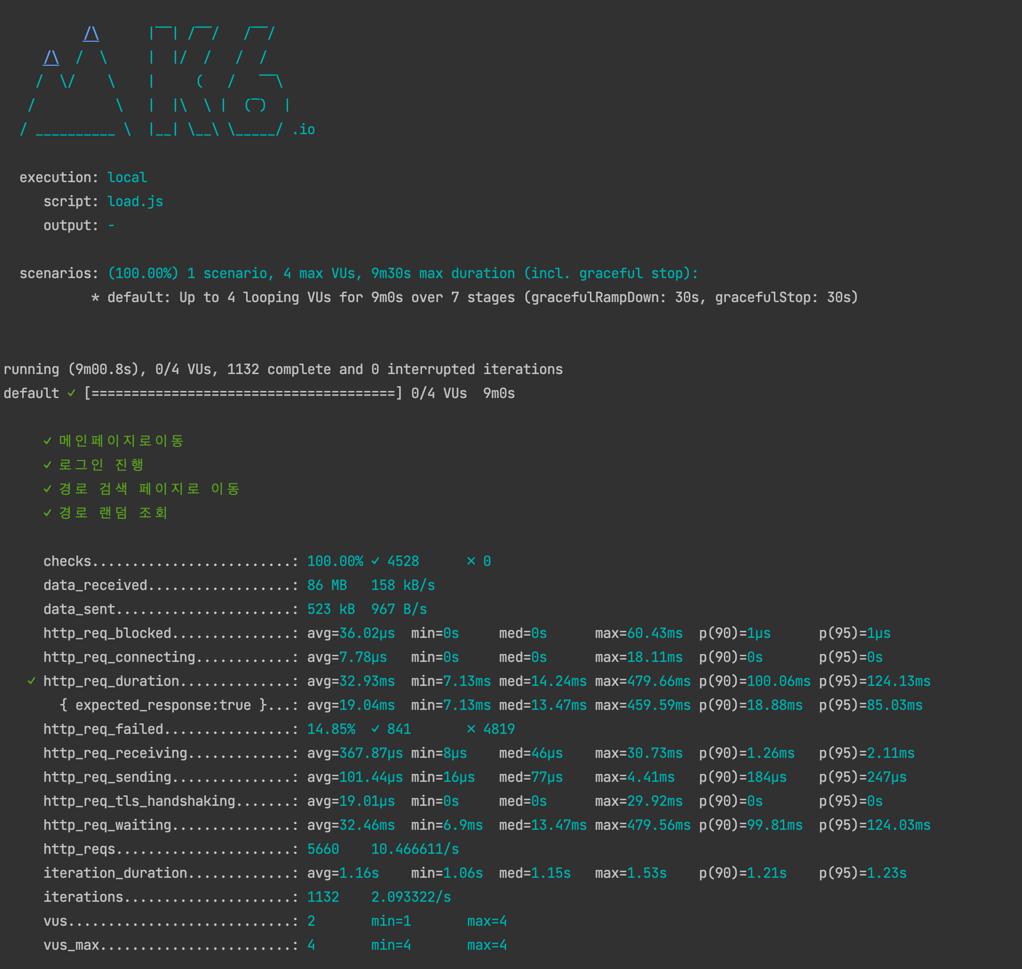 /\      |‾‾| /‾‾/   /‾‾/
     /\  /  \     |  |/  /   /  /
    /  \/    \    |     (   /   ‾‾\
   /          \   |  |\  \ |  (‾)  |
  / __________ \  |__| \__\ \_____/ .io
  execution: local
     script: load.js
     output: -
  scenarios: (100.00%) 1 scenario, 4 max VUs, 9m30s max duration (incl. graceful stop):
           * default: Up to 4 looping VUs for 9m0s over 7 stages (gracefulRampDown: 30s, gracefulStop: 30s)
running (9m00.8s), 0/4 VUs, 1132 complete and 0 interrupted iterations
default ✓ [======================================] 0/4 VUs  9m0s
     ✓ 메인페이지로이동
     ✓ 로그인 진행
     ✓ 경로 검색 페이지로 이동
     ✓ 경로 랜덤 조회
     checks.........................: 100.00% ✓ 4528      ✗ 0
     data_received..................: 86 MB   158 kB/s
     data_sent......................: 523 kB  967 B/s
     http_req_blocked...............: avg=36.02µs  min=0s     med=0s      max=60.43ms  p(90)=1µs      p(95)=1µs
     http_req_connecting............: avg=7.78µs   min=0s     med=0s      max=18.11ms  p(90)=0s       p(95)=0s
   ✓ http_req_duration..............: avg=32.93ms  min=7.13ms med=14.24ms max=479.66ms p(90)=100.06ms p(95)=124.13ms
       { expected_response:true }...: avg=19.04ms  min=7.13ms med=13.47ms max=459.59ms p(90)=18.88ms  p(95)=85.03ms
     http_req_failed................: 14.85%  ✓ 841       ✗ 4819
     http_req_receiving.............: avg=367.87µs min=8µs    med=46µs    max=30.73ms  p(90)=1.26ms   p(95)=2.11ms
     http_req_sending...............: avg=101.44µs min=16µs   med=77µs    max=4.41ms   p(90)=184µs    p(95)=247µs
     http_req_tls_handshaking.......: avg=19.01µs  min=0s     med=0s      max=29.92ms  p(90)=0s       p(95)=0s
     http_req_waiting...............: avg=32.46ms  min=6.9ms  med=13.47ms max=479.56ms p(90)=99.81ms  p(95)=124.03ms
     http_reqs......................: 5660    10.466611/s
     iteration_duration.............: avg=1.16s    min=1.06s  med=1.15s   max=1.53s    p(90)=1.21s    p(95)=1.23s
     iterations.....................: 1132    2.093322/s
     vus............................: 2       min=1       max=4
     vus_max........................: 4       min=4       max=4